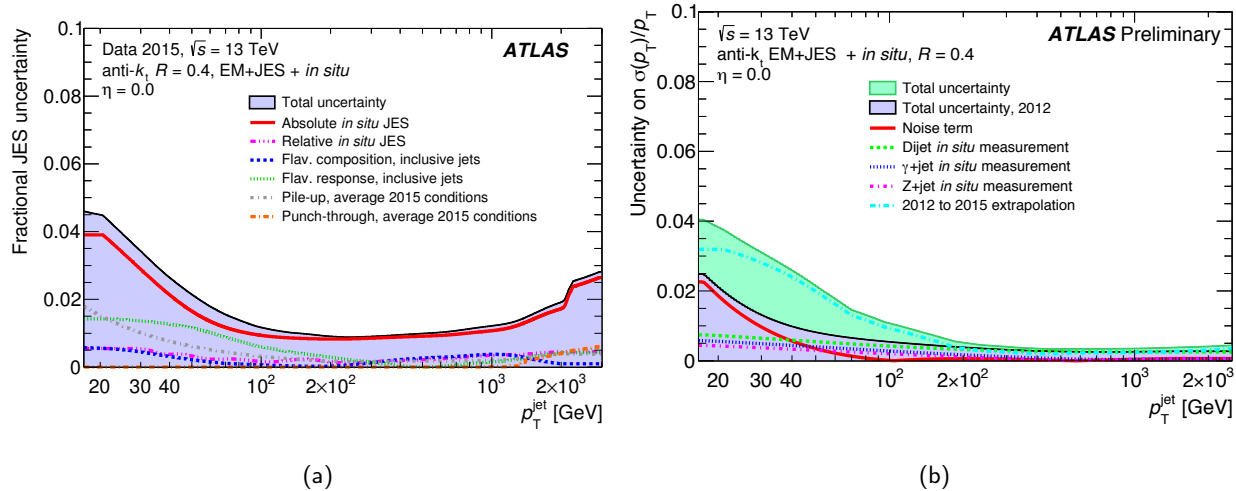 Fractional JES uncertainty
0.1
0.08
0.06
0.04
0.02
0
Data 2015, √s = 13 TeV
anti-kt R = 0.4, EM+JES + in situ
η = 0.0
ATLAS
Total uncertainty
Absolute in situ JES
Relative in situ JES
Flav. composition, inclusive jets
Flav. response, inclusive jets
Pile-up, average 2015 conditions
Punch-through, average 2015 conditions
20 30 40 10² 2×10² 10³ 2×10³
pTjet [GeV]
(a)
Uncertainty on σ(pT)/pT
0.1
0.08
0.06
0.04
0.02
0
√s = 13 TeV
anti-kt EM+JES + in situ, R = 0.4
η = 0.0
ATLAS Preliminary
Total uncertainty
Total uncertainty, 2012
Noise term
Dijet in situ measurement
γ+jet in situ measurement
Z+jet in situ measurement
2012 to 2015 extrapolation
20 30 40 10² 2×10² 10³ 2×10³
pTjet [GeV]
(b)